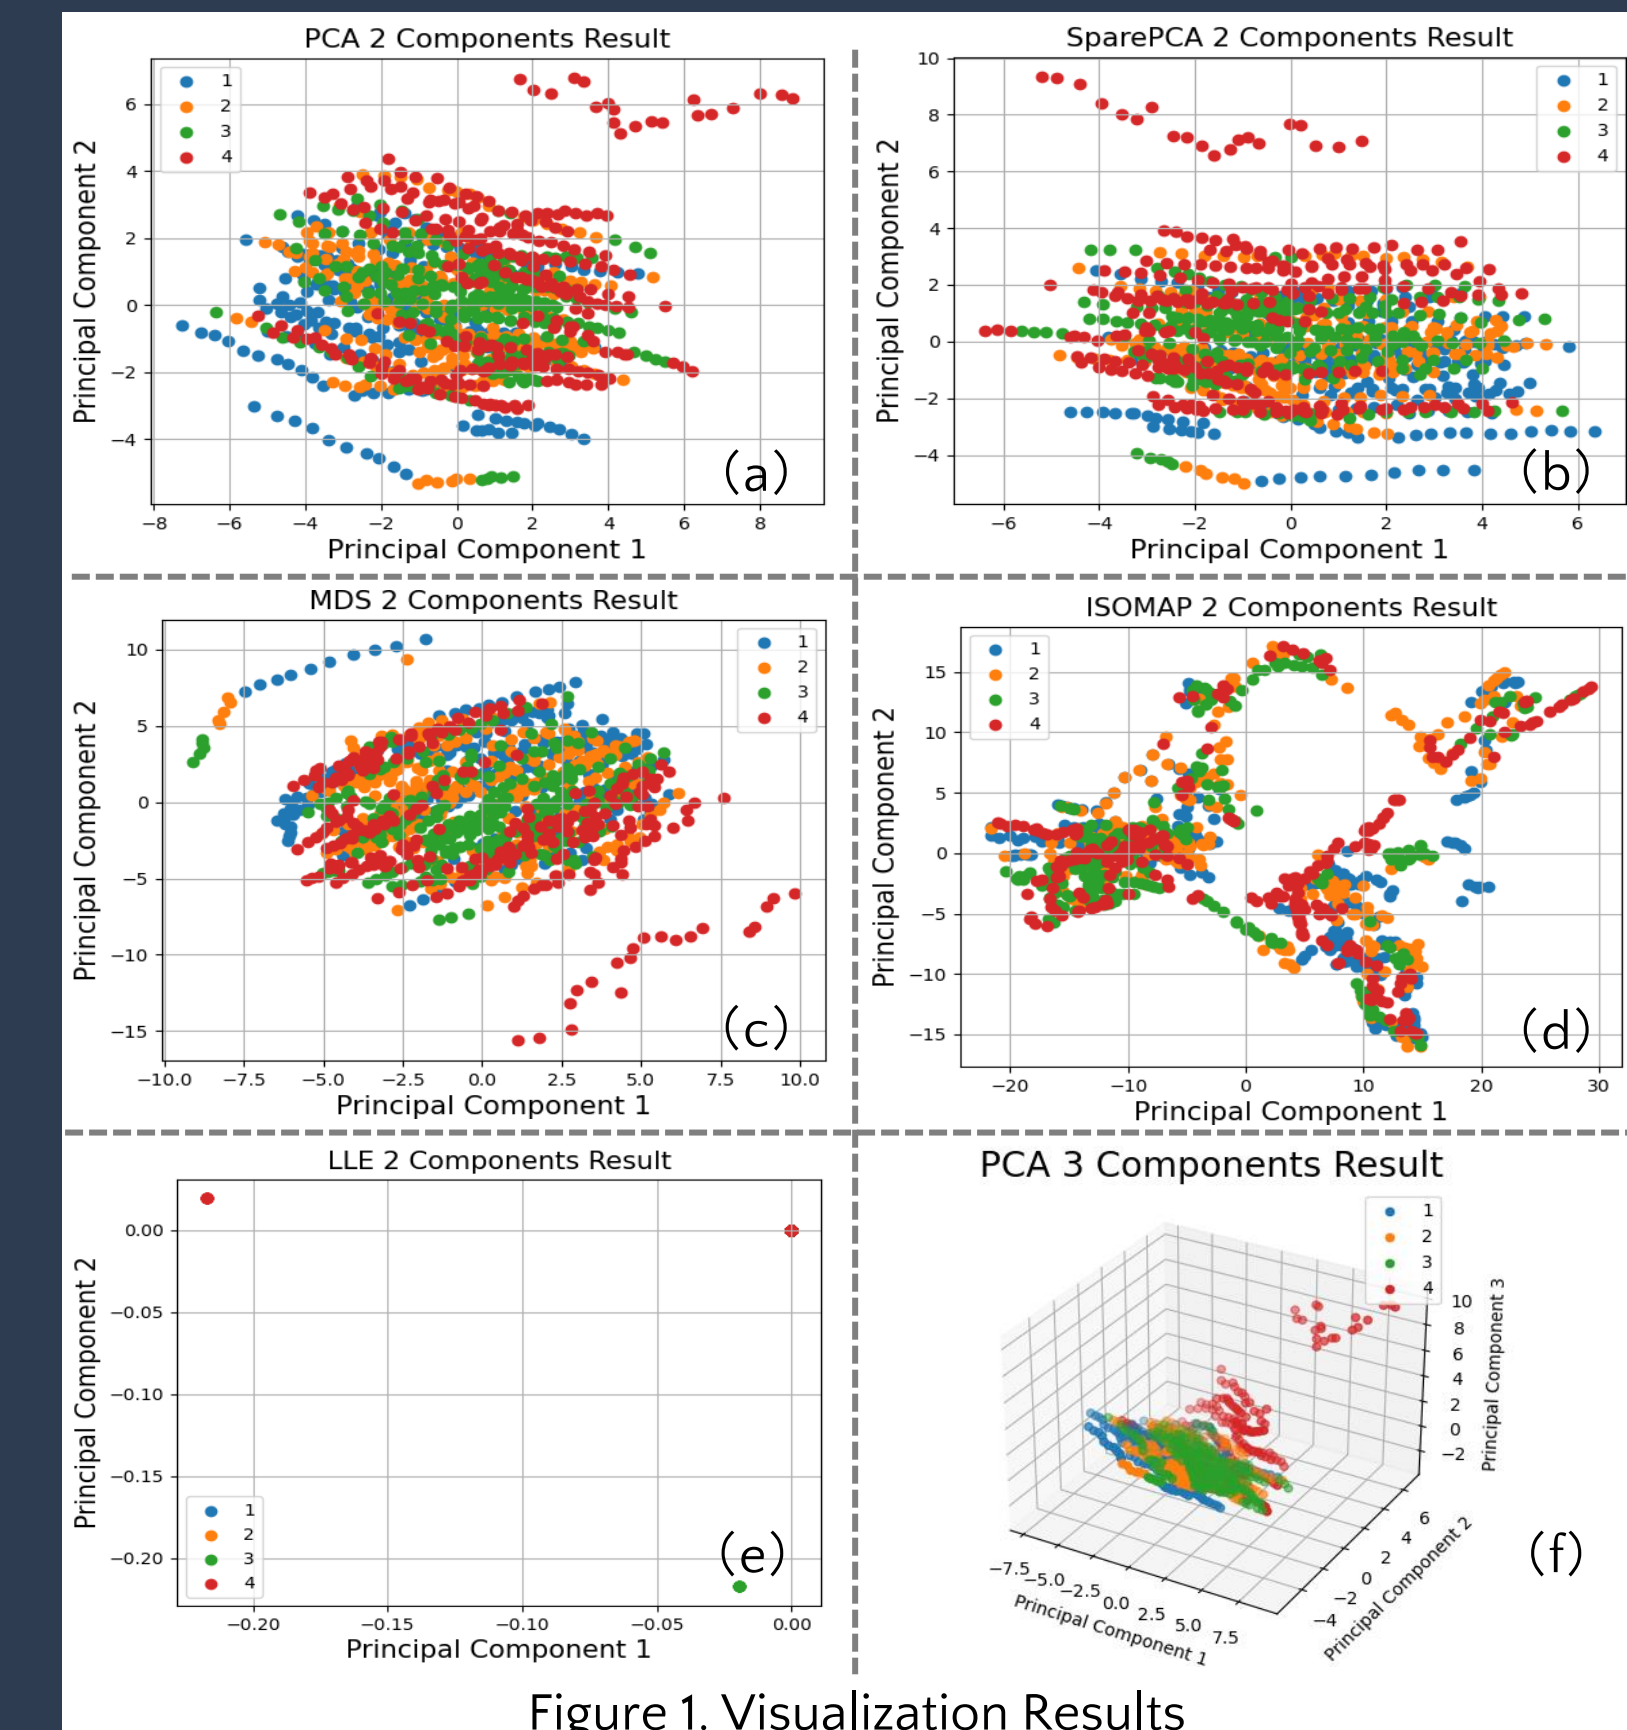 PCA 2 Components Result
1
2
3
4
6
4
2
0
−2
−4
Principal Component 2
−8 −6 −4 −2 0 2 4 6 8
Principal Component 1
(a)
SparePCA 2 Components Result
1
2
3
4
10
8
6
4
2
0
−2
−4
Principal Component 2
−6 −4 −2 0 2 4 6
Principal Component 1
(b)
MDS 2 Components Result
1
2
3
4
10
5
0
−5
−10
−15
Principal Component 2
−10.0 −7.5 −5.0 −2.5 0.0 2.5 5.0 7.5 10.0
Principal Component 1
(c)
ISOMAP 2 Components Result
1
2
3
4
15
10
5
0
−5
−10
−15
Principal Component 2
−20 −10 0 10 20 30
Principal Component 1
(d)
LLE 2 Components Result
0.00
−0.05
−0.10
−0.15
−0.20
Principal Component 2
1
2
3
4
−0.20 −0.15 −0.10 −0.05 0.00
Principal Component 1
(e)
PCA 3 Components Result
1
2
3
4
10
8
6
4
2
0
−2
Principal Component 3
6
4
2
0
−2
−4
Principal Component 2
−7.5 −5.0 −2.5 0.0 2.5 5.0 7.5
Principal Component 1
(f)
Figure 1. Visualization Results